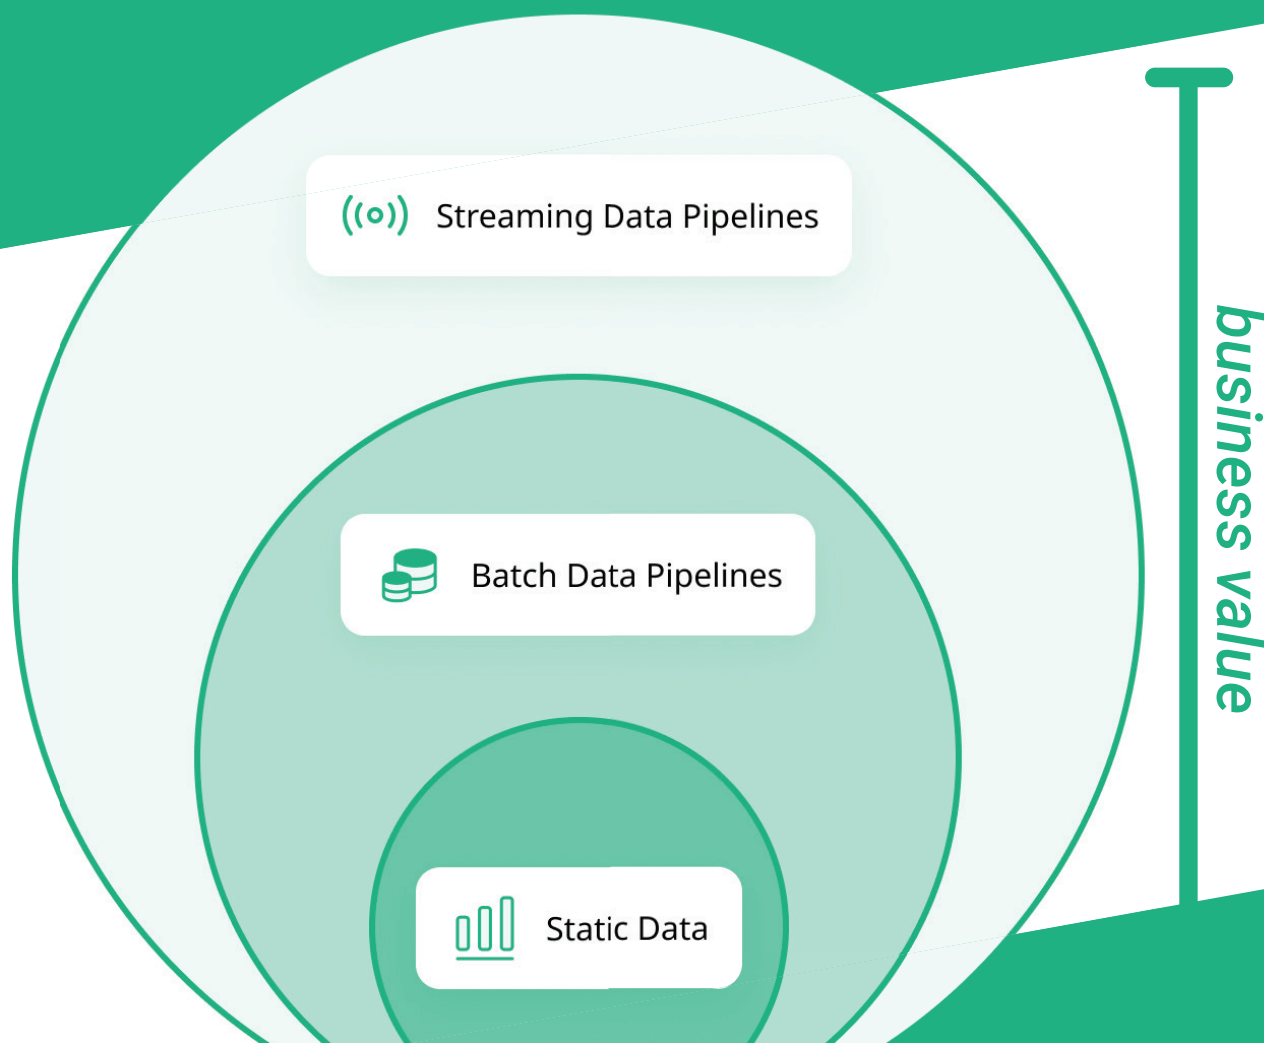 Streaming Data Pipelines
business value
Batch Data Pipelines
Static Data